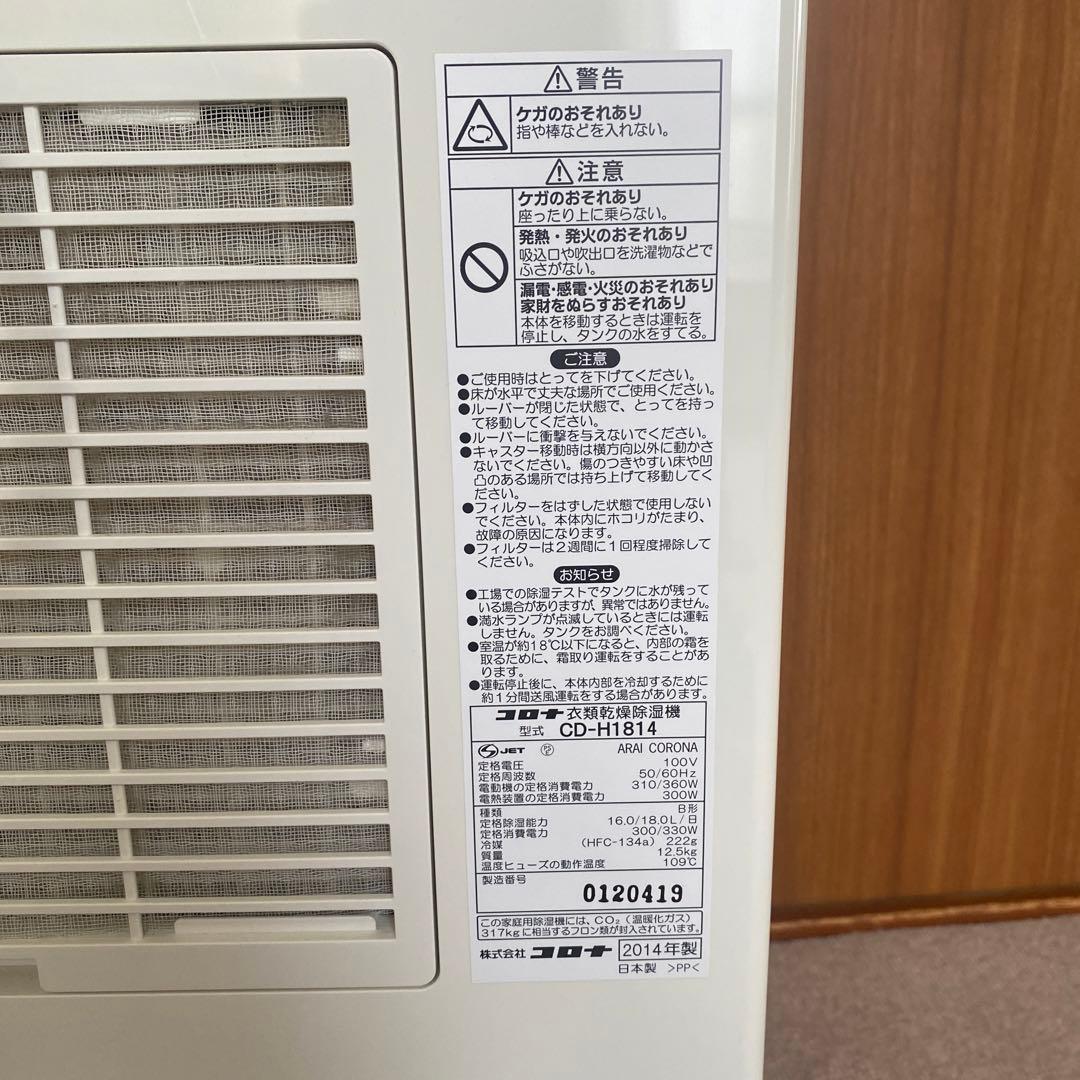 ⚠警告
ケガのおそれあり
指や棒などを入れない。
⚠注意
ケガのおそれあり
座ったり上に乗らない。
発熱・発火のおそれあり
吸込口や吹出口を洗濯物などで
ふさがない。
漏電・感電・火災のおそれあり
家財をぬらすおそれあり
本体を移動するときは運転を
停止し、タンクの水をすてる。
ご注意
●ご使用時はとってを下げてください。
●床が水平で丈夫な場所でご使用ください。
●ルーバーが閉じた状態で、とってを持っ
て移動してください。
●ルーバーに衝撃を与えないでください。
●キャスター移動時は横方向以外に動かさ
ないでください。傷のつきやすい床や凹
凸のある場所では持ち上げて移動してく
ださい。
●フィルターをはずした状態で使用しない
でください。本体内にホコリがたまり、
故障の原因になります。
●フィルターは2週間に1回程度掃除して
ください。
お知らせ
●工場での除湿テストでタンクに水が残って
いる場合がありますが、異常ではありません。
●満水ランプが点滅しているときには運転
しません。タンクをお調べください。
●室温が約18℃以下になると、内部の霜を
取るために、霜取り運転をすることがあ
ります。
●運転停止後に、本体内部を冷却するために
約1分間送風運転をする場合があります。
コロナ 衣類乾燥除湿機
型式 CD-H1814
S JET PSE ARAI CORONA
定格電圧 100V
定格周波数 50/60Hz
電動機の定格消費電力 310/360W
電熱装置の定格消費電力 300W
種類 B形
定格除湿能力 16.0/18.0L/日
定格消費電力 300/330W
冷媒 (HFC-134a) 222g
質量 12.5kg
温度ヒューズの動作温度 109℃
製造番号
0120419
この家庭用除湿機には、CO₂(温暖化ガス)
317kgに相当するフロン類が封入されています。
株式会社 コロナ 2014年製
日本製 >PP<